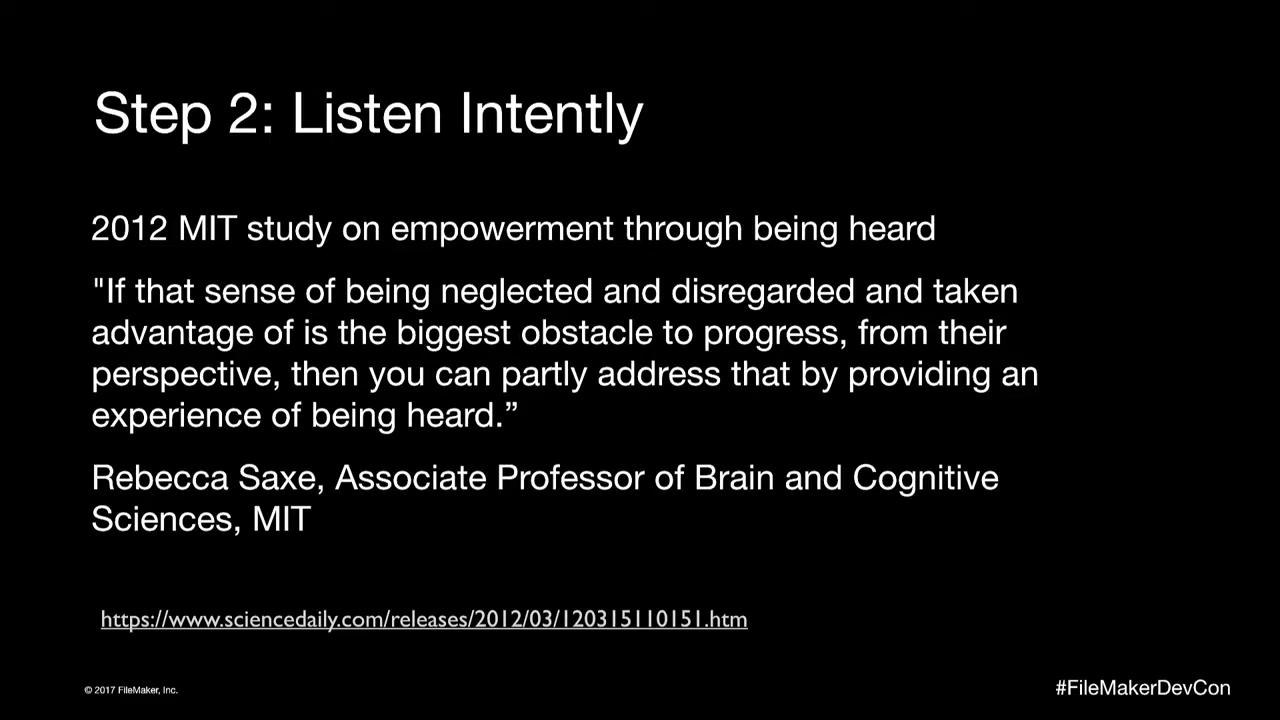 Step 2: Listen Intently
2012 MIT study on empowerment through being heard
"If that sense of being neglected and disregarded and taken
advantage of is the biggest obstacle to progress, from their
perspective, then you can partly address that by providing an
experience of being heard.”
Rebecca Saxe, Associate Professor of Brain and Cognitive
Sciences, MIT
https://www.sciencedaily.com/releases/2012/03/120315110151.htm
© 2017 FileMaker, Inc.
#FileMakerDevCon